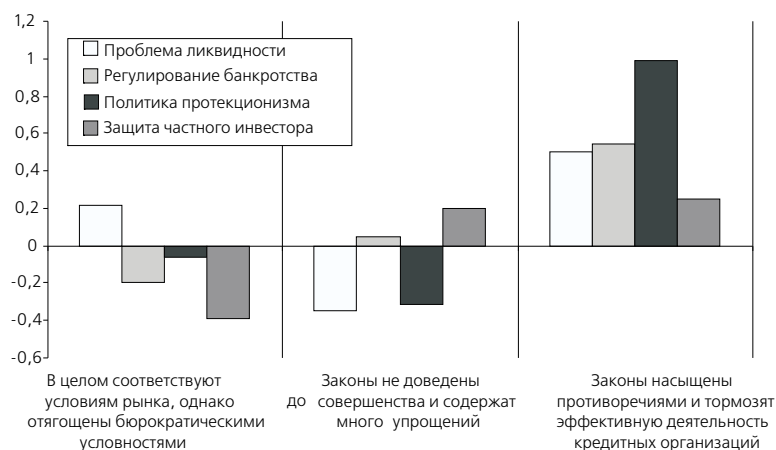 1,2
1
0,8
0,6
0,4
0,2
0
-0,2
-0,4
-0,6
Проблема ликвидности
Регулирование банкротства
Политика протекционизма
Защита частного инвестора
В целом соответствуют
условиям рынка, однако
отягощены бюрократическими
условностями
Законы не доведены
до совершенства и содержат
много упрощений
Законы насыщены
противоречиями и тормозят
эффективную деятельность
кредитных организаций